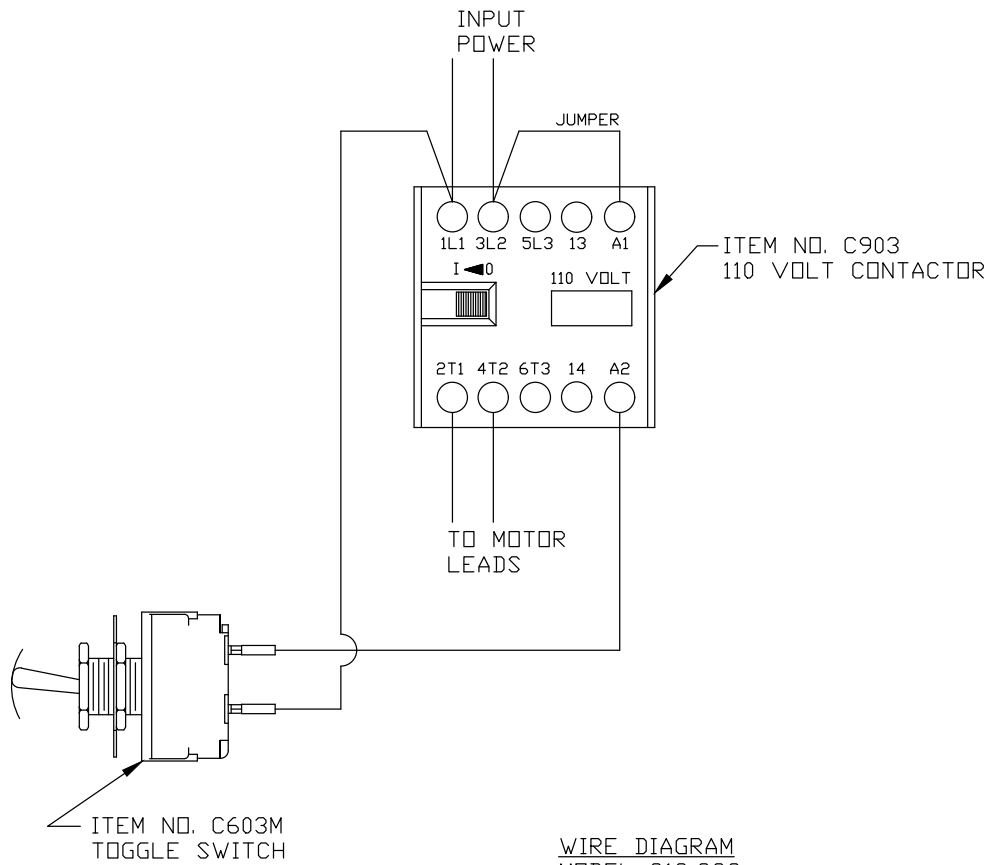 INPUT
POWER
JUMPER
1L1 3L2 5L3 13 A1
I O
110 VOLT
ITEM NO. C903
110 VOLT CONTACTOR
2T1 4T2 6T3 14 A2
TO MOTOR
LEADS
ITEM NO. C603M
TOGGLE SWITCH
WIRE DIAGRAM